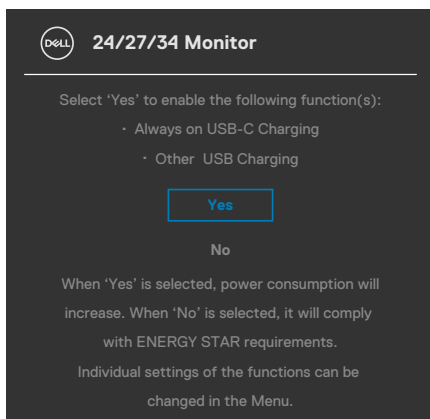 DELL 24/27/34 Monitor
Select ‘Yes’ to enable the following function(s):
· Always on USB-C Charging
· Other USB Charging
Yes
No
When ‘Yes’ is selected, power consumption will
increase. When ‘No’ is selected, it will comply
with ENERGY STAR requirements.
Individual settings of the functions can be
changed in the Menu.